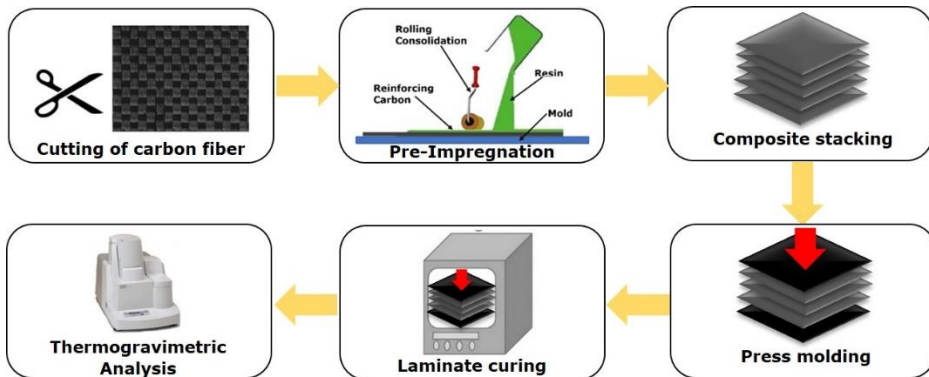 Cutting of carbon fiber
Rolling
Consolidation
Reinforcing
Carbon
Resin
Mold
Pre-Impregnation
Composite stacking
Press molding
Laminate curing
Thermogravimetric
Analysis